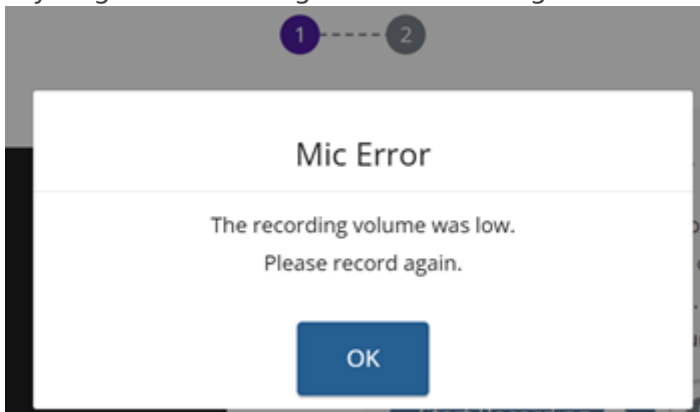 1 2
Mic Error
The recording volume was low.
Please record again.
OK